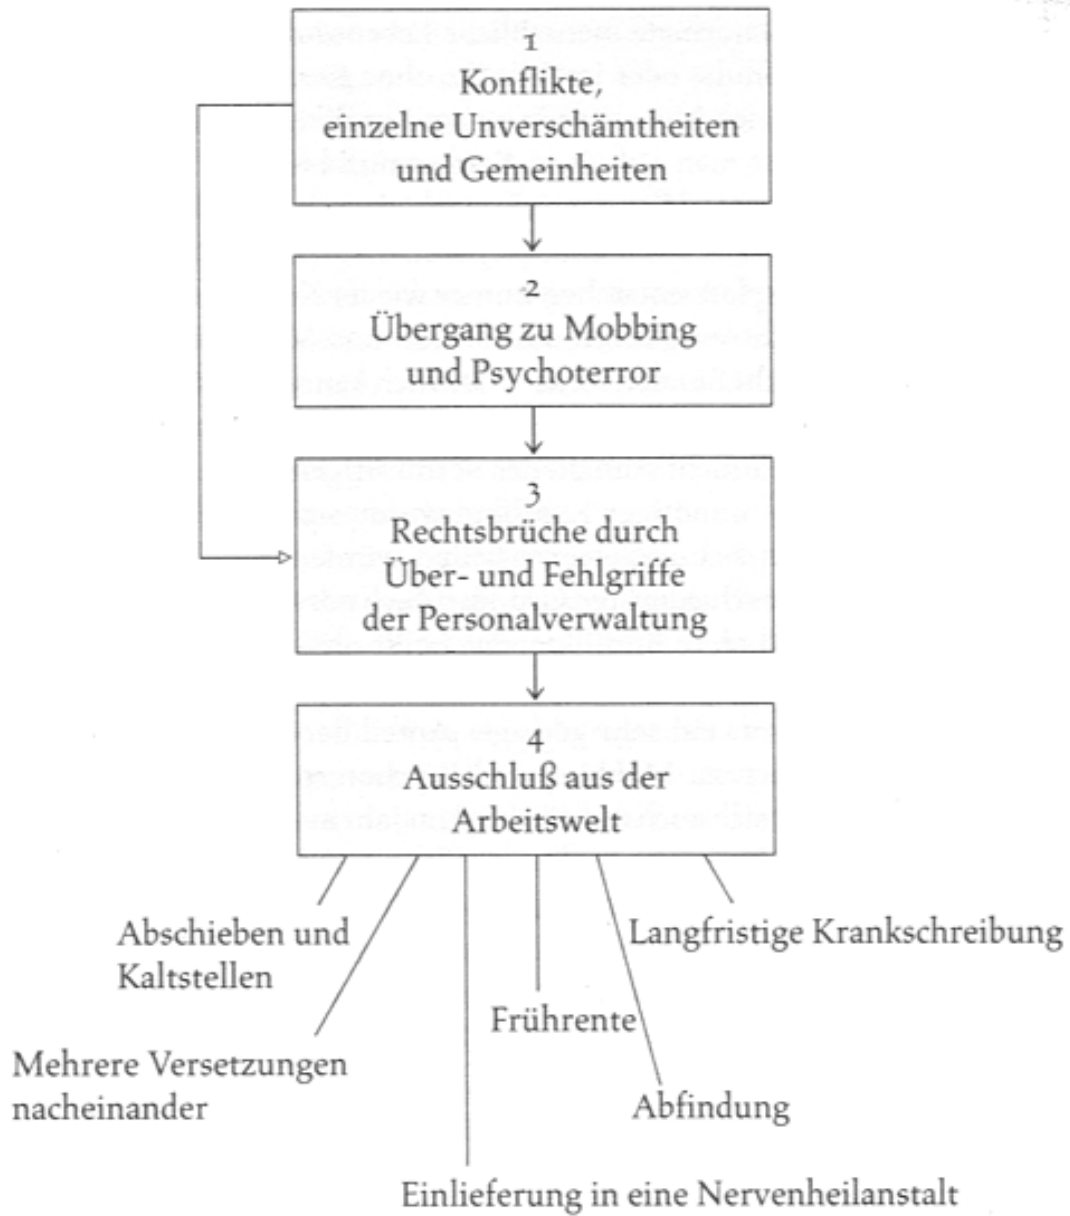 1
Konflikte,
einzelne Unverschämtheiten
und Gemeinheiten
2
Übergang zu Mobbing
und Psychoterror
3
Rechtsbrüche durch
Über- und Fehlgriffe
der Personalverwaltung
4
Ausschluß aus der
Arbeitswelt
Abschieben und
Kaltstellen
Langfristige Krankschreibung
Frührente
Mehrere Versetzungen
nacheinander
Abfindung
Einlieferung in eine Nervenheilanstalt